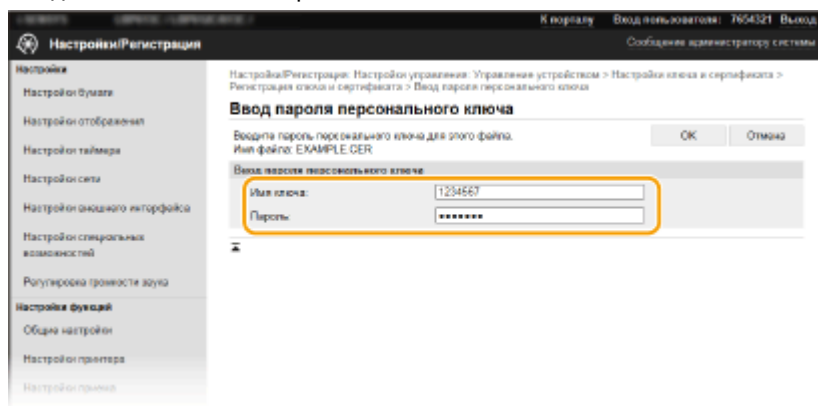 К порталу Вход пользователя: 7654321 Выход
Настройки/Регистрация
Сообщение администратору системы
Настройки
Настройки бумаги
Настройки отображения
Настройки таймера
Настройки сети
Настройки внешнего интерфейса
Настройки специальных
возможностей
Регулировка громкости звука
Настройки функций
Общие настройки
Настройки принтера
Настройки приема
Настройки/Регистрация: Настройки управления: Управление устройством > Настройки ключа и сертификата >
Регистрация ключа и сертификата > Ввод пароля персонального ключа
Ввод пароля персонального ключа
Введите пароль персонального ключа для этого файла.
Имя файла: EXAMPLE.CER
OK Отмена
Ввод пароля персонального ключа
Имя ключа: 1234567
Пароль: •••••••